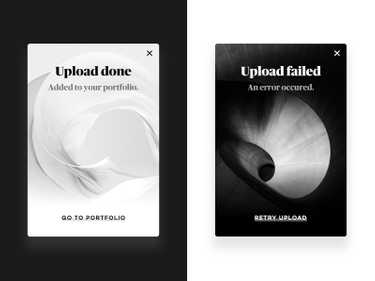 Upload done
Added to your portfolio.
GO TO PORTFOLIO
Upload failed
An error occured.
RETRY UPLOAD